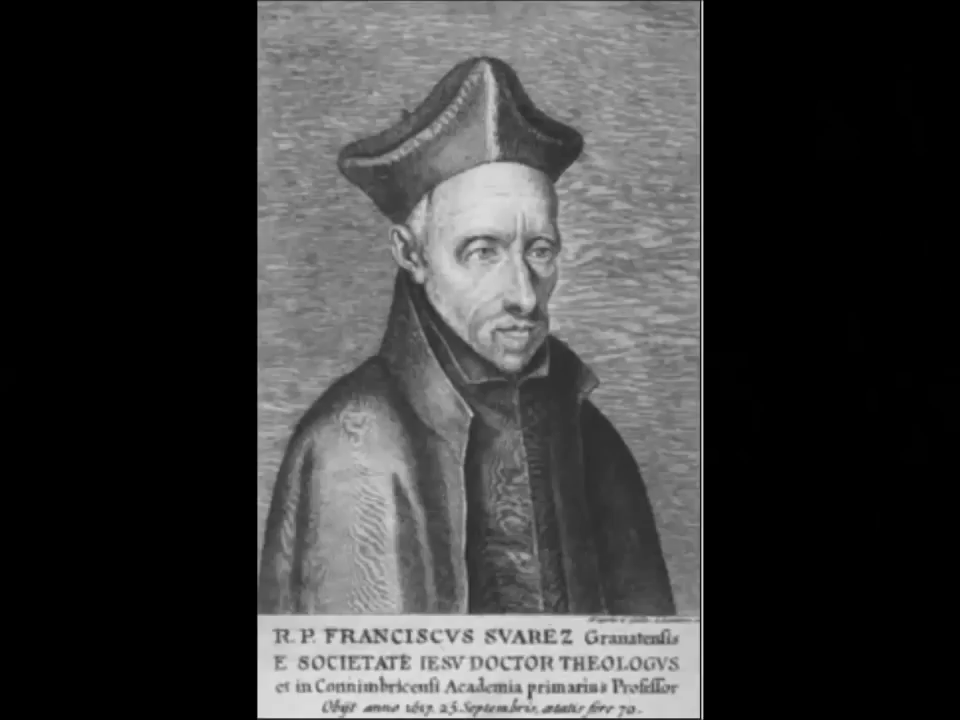 R. P. FRANCISCVS SVAREZ Granatensis
E SOCIETATE IESV DOCTOR THEOLOGVS
et in Connimbricensi Academia primarius Professor
Obijt anno 1617. 25. Septembris, ætatis fere 70.